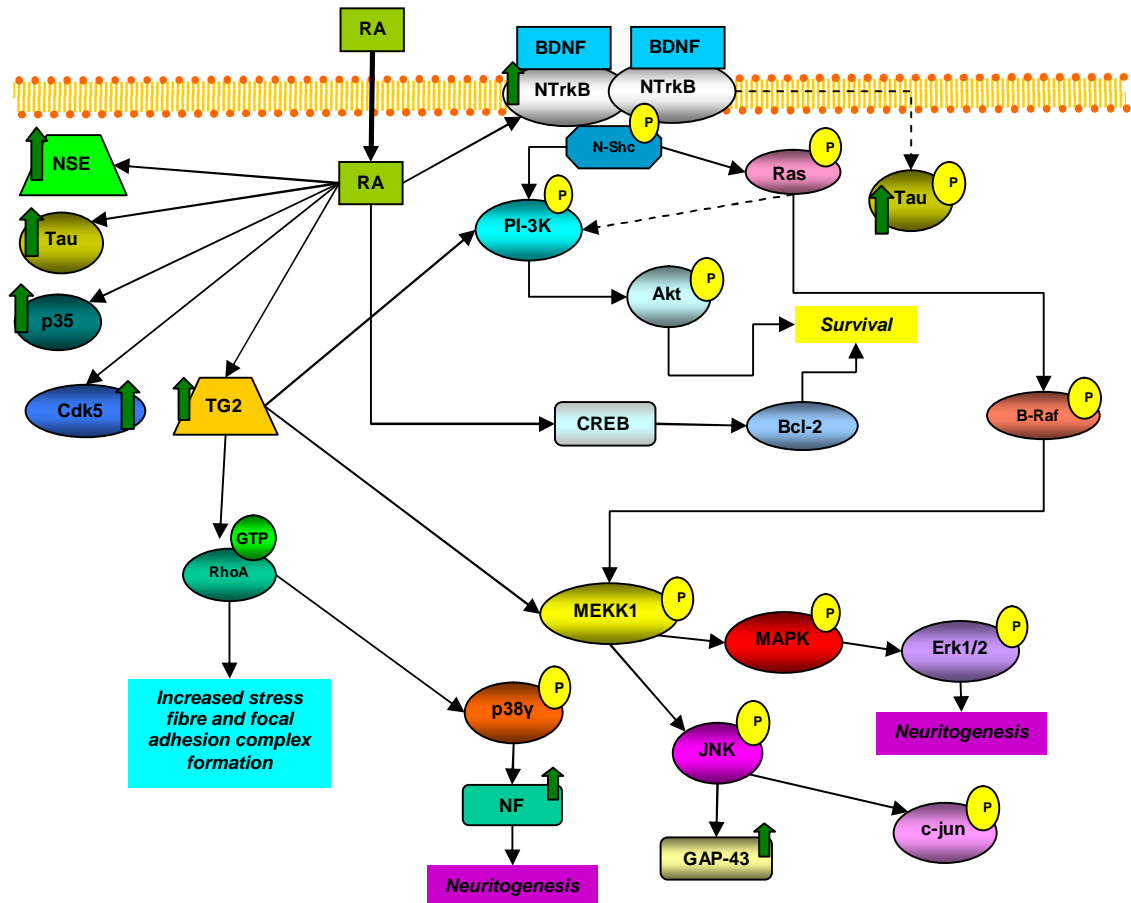 RA
BDNF
BDNF
NTrkB
NTrkB
P
N-Shc
P
Ras
NSE
RA
P
Tau
P
PI-3K
Tau
P
Akt
p35
Survival
Cdk5
TG2
CREB
Bcl-2
P
B-Raf
GTP
RhoA
P
MEKK1
P
MAPK
P
Erk1/2
Increased stress
fibre and focal
adhesion complex
formation
P
p38γ
P
JNK
Neuritogenesis
NF
P
c-jun
GAP-43
Neuritogenesis